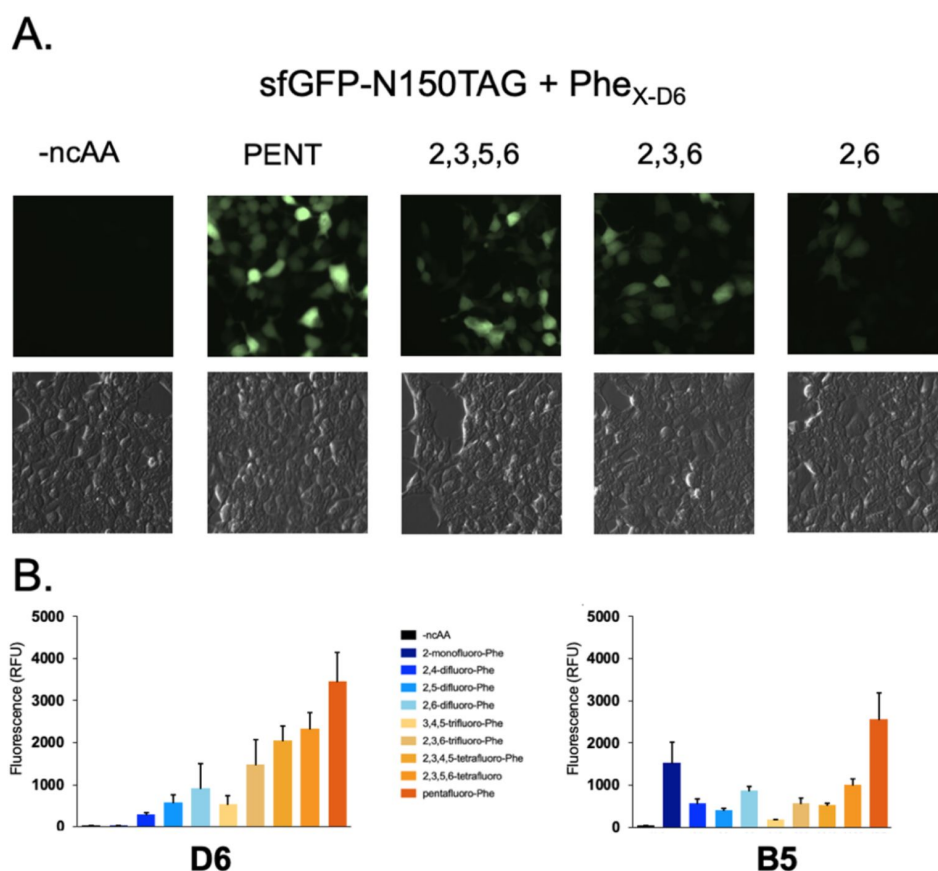 A.
sfGFP-N150TAG + PheX-D6
-ncAA PENT 2,3,5,6 2,3,6 2,6
B.
Fluorescence (RFU)
5000
4000
3000
2000
1000
0
D6
-ncAA
2-monofluoro-Phe
2,4-difluoro-Phe
2,5-difluoro-Phe
2,6-difluoro-Phe
3,4,5-trifluoro-Phe
2,3,6-trifluoro-Phe
2,3,4,5-tetrafluoro-Phe
2,3,5,6-tetrafluoro
pentafluoro-Phe
Fluorescence (RFU)
5000
4000
3000
2000
1000
0
B5